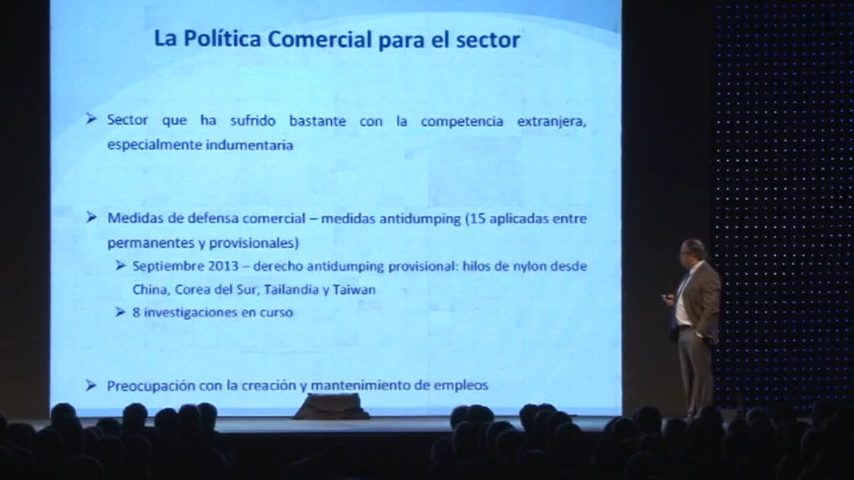 La Política Comercial para el sector
➢ Sector que ha sufrido bastante con la competencia extranjera,
especialmente indumentaria
➢ Medidas de defensa comercial – medidas antidumping (15 aplicadas entre
permanentes y provisionales)
➢ Septiembre 2013 – derecho antidumping provisional: hilos de nylon desde
China, Corea del Sur, Tailandia y Taiwan
➢ 8 investigaciones en curso
➢ Preocupación con la creación y mantenimiento de empleos